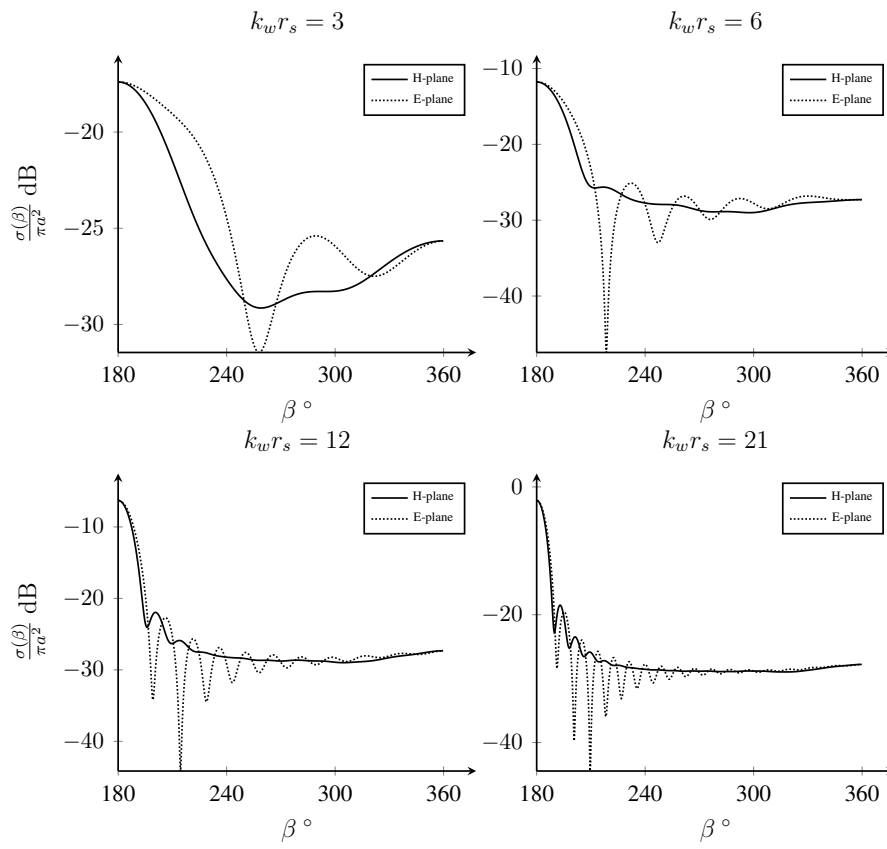 k_w r_s = 3
H-plane
E-plane
−20
−25
−30
180 240 300 360
β °
σ(β)/πa² dB
k_w r_s = 6
H-plane
E-plane
−10
−20
−30
−40
180 240 300 360
β °
k_w r_s = 12
H-plane
E-plane
−10
−20
−30
−40
180 240 300 360
β °
σ(β)/πa² dB
k_w r_s = 21
H-plane
E-plane
0
−20
−40
180 240 300 360
β °